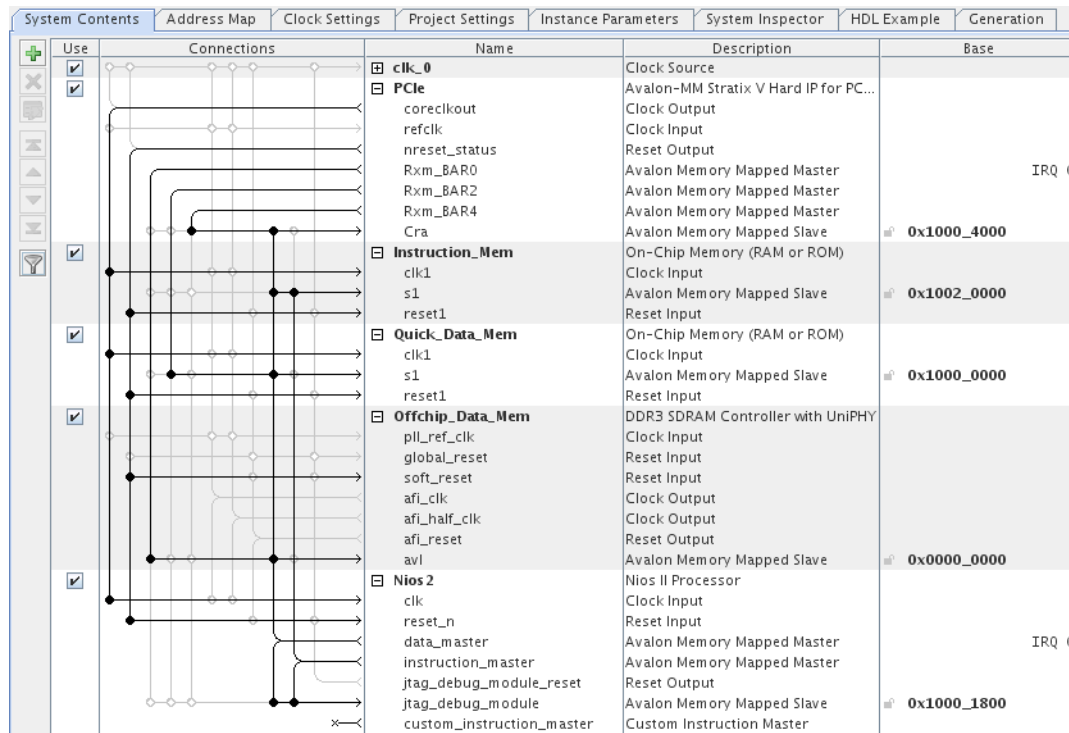 System Contents Address Map Clock Settings Project Settings Instance Parameters System Inspector HDL Example Generation
Use Connections Name Description Base
clk_0 Clock Source
PCIe Avalon-MM Stratix V Hard IP for PC...
coreclkout Clock Output
refclk Clock Input
nreset_status Reset Output
Rxm_BAR0 Avalon Memory Mapped Master IRQ
Rxm_BAR2 Avalon Memory Mapped Master
Rxm_BAR4 Avalon Memory Mapped Master
Cra Avalon Memory Mapped Slave 0x1000_4000
Instruction_Mem On-Chip Memory (RAM or ROM)
clk1 Clock Input
s1 Avalon Memory Mapped Slave 0x1002_0000
reset1 Reset Input
Quick_Data_Mem On-Chip Memory (RAM or ROM)
clk1 Clock Input
s1 Avalon Memory Mapped Slave 0x1000_0000
reset1 Reset Input
Offchip_Data_Mem DDR3 SDRAM Controller with UniPHY
pll_ref_clk Clock Input
global_reset Reset Input
soft_reset Reset Input
afi_clk Clock Output
afi_half_clk Clock Output
afi_reset Reset Output
avl Avalon Memory Mapped Slave 0x0000_0000
Nios2 Nios II Processor
clk Clock Input
reset_n Reset Input
data_master Avalon Memory Mapped Master IRQ
instruction_master Avalon Memory Mapped Master
jtag_debug_module_reset Reset Output
jtag_debug_module Avalon Memory Mapped Slave 0x1000_1800
custom_instruction_master Custom Instruction Master